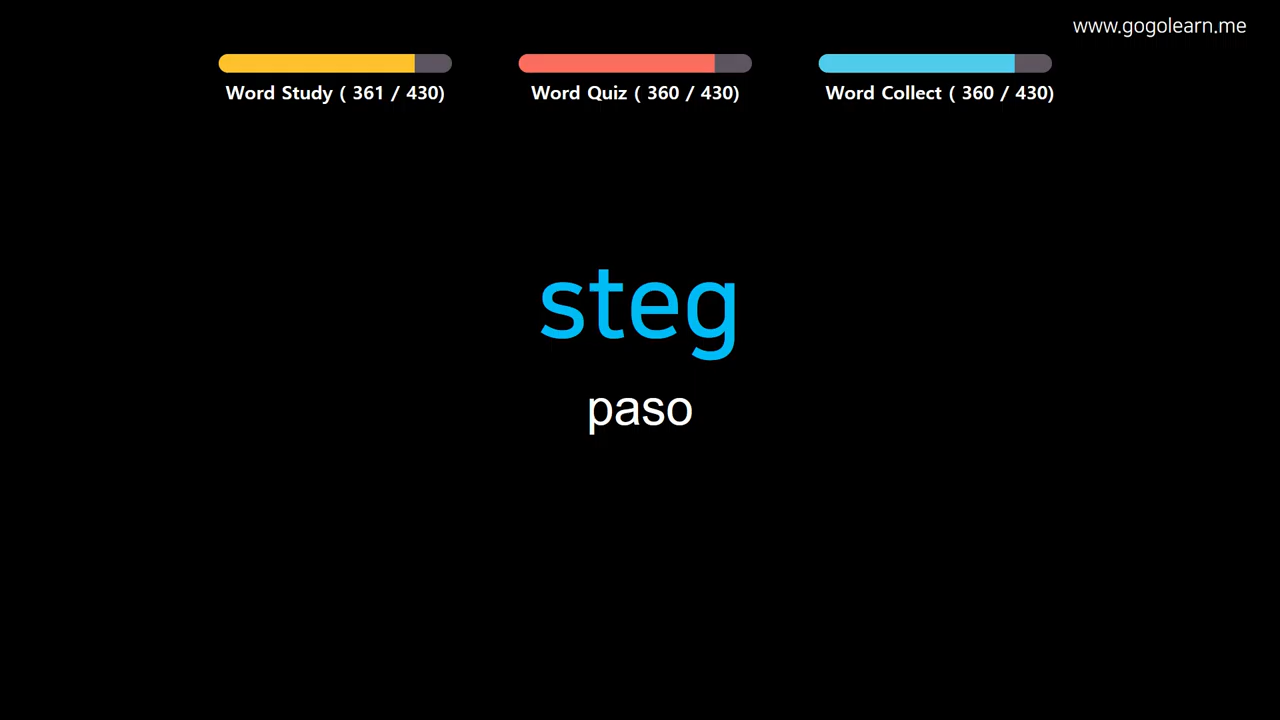 www.gogolearn.me
Word Study ( 361 / 430)
Word Quiz ( 360 / 430)
Word Collect ( 360 / 430)
steg
paso